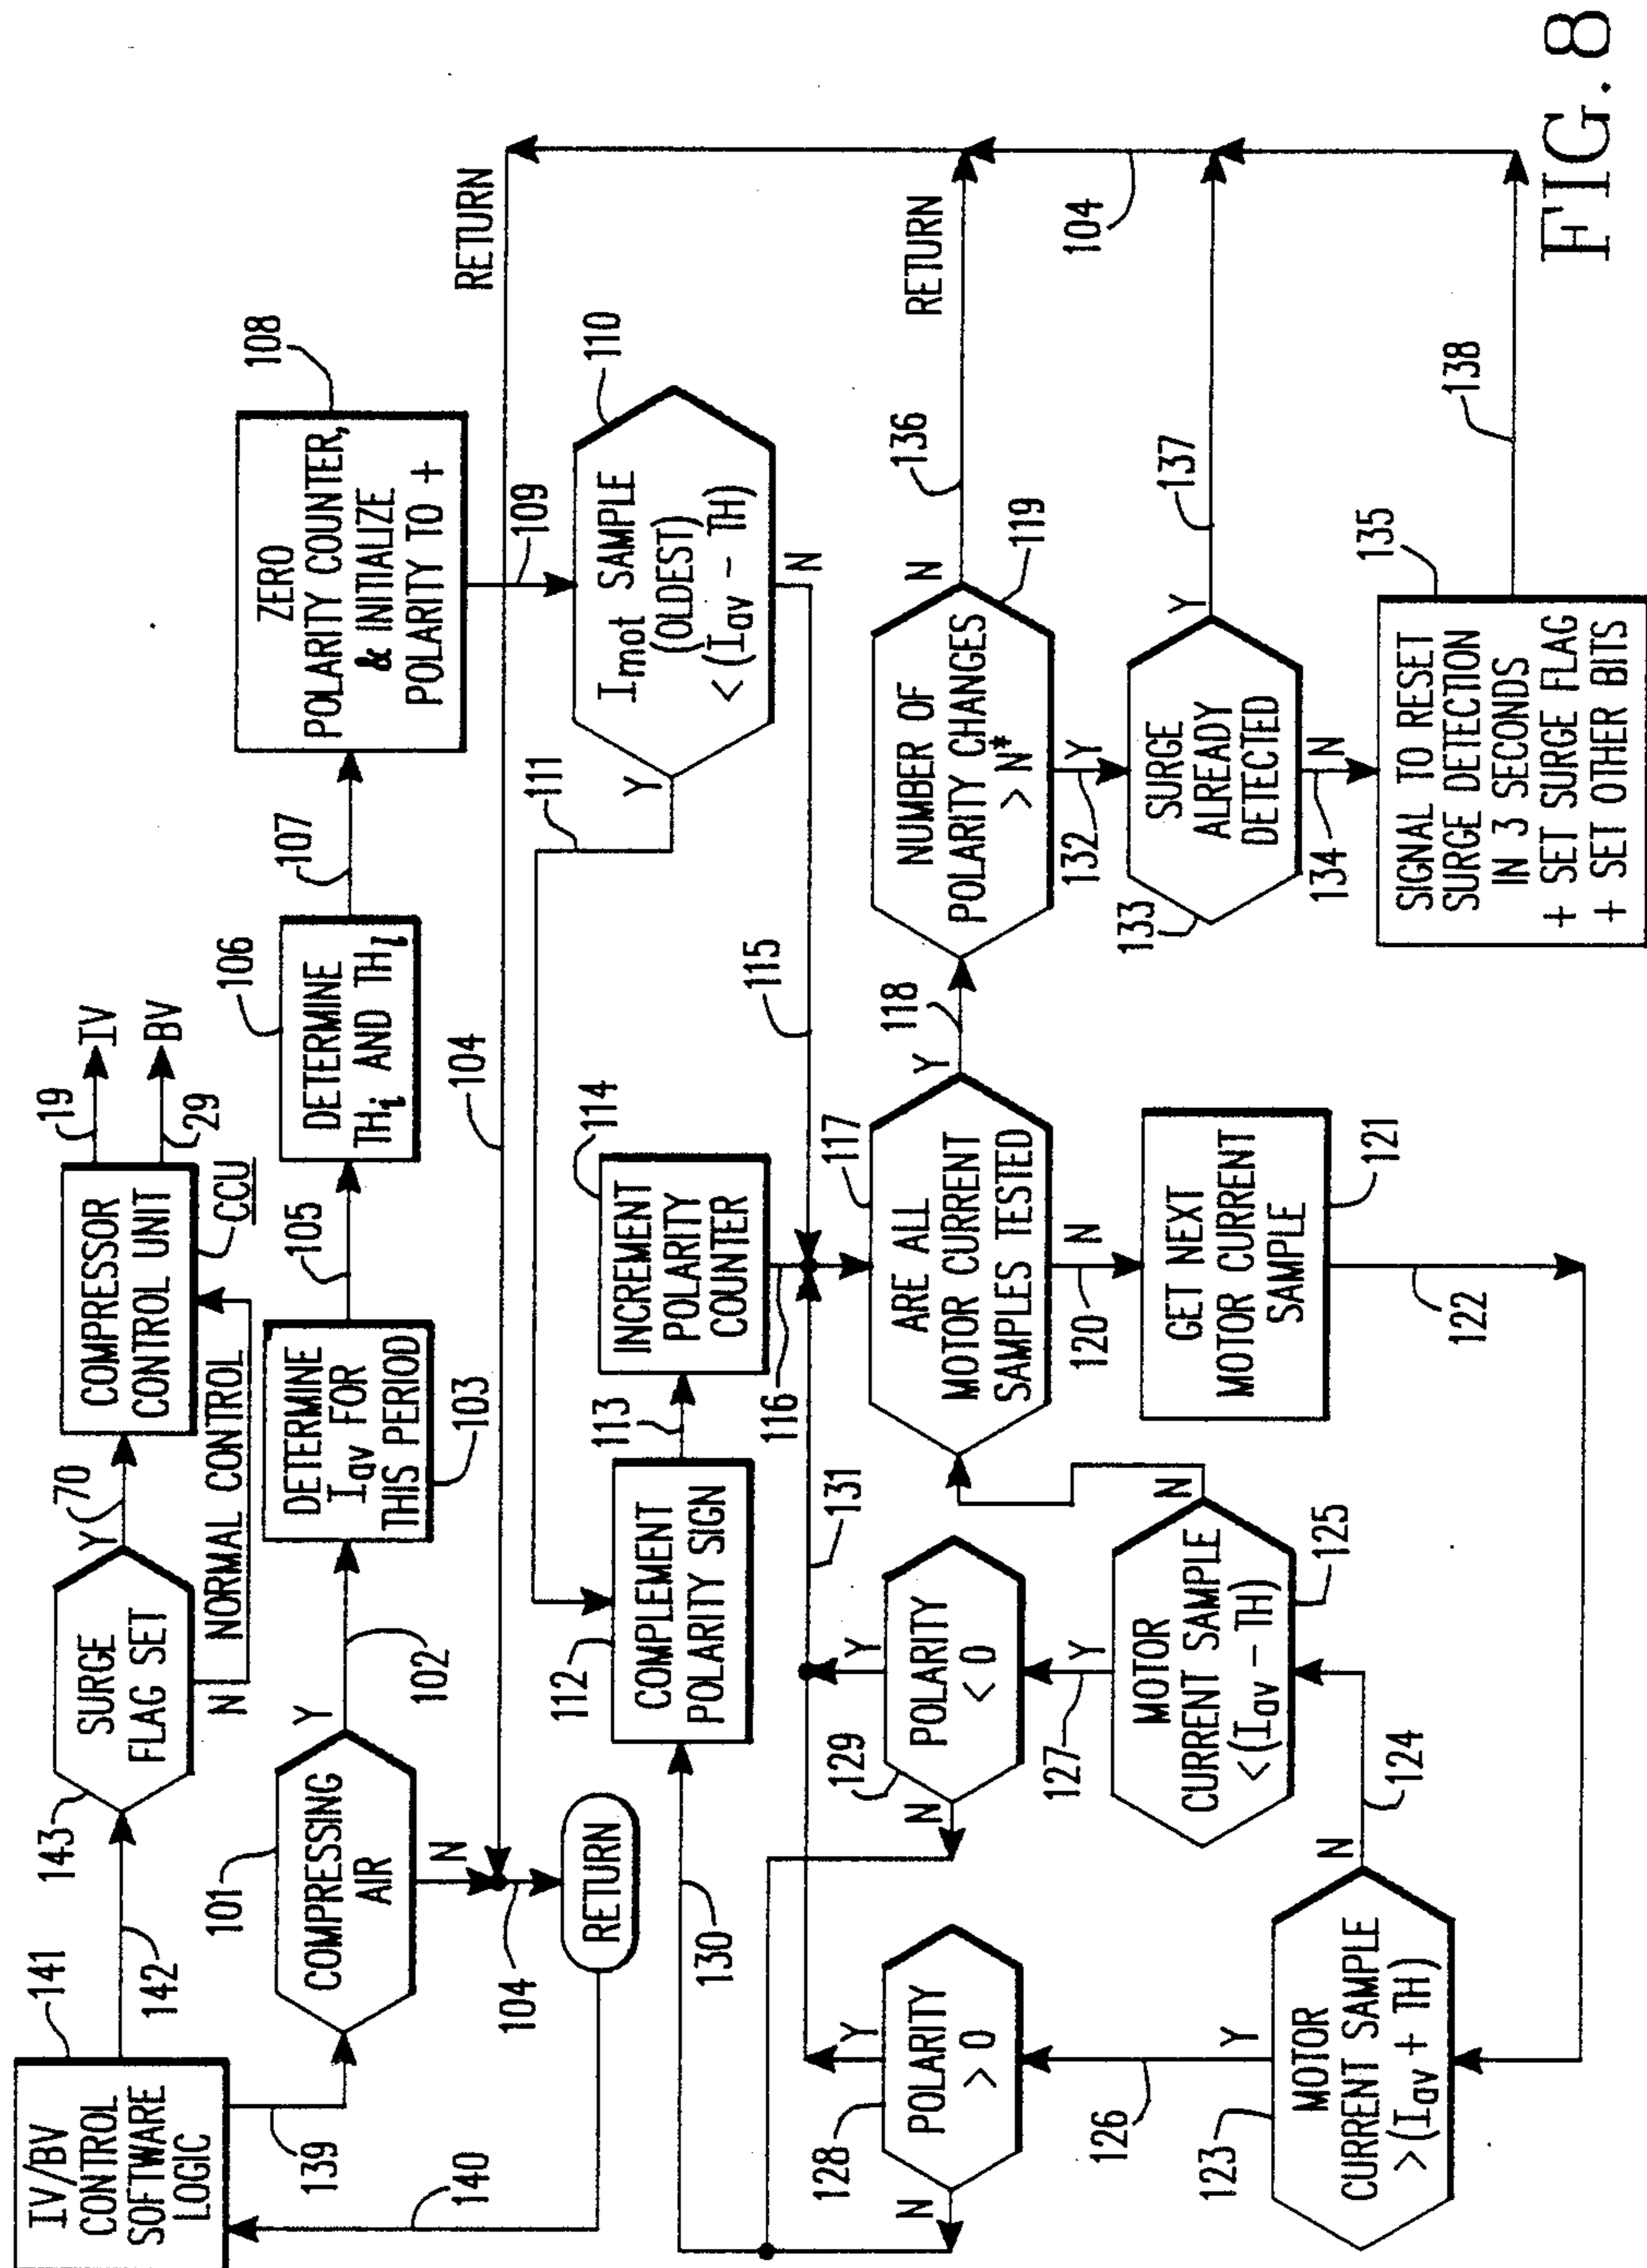 IV/BV
CONTROL
SOFTWARE
LOGIC
141
142
139
140
143
SURGE
FLAG SET
Y
70
N
NORMAL CONTROL
COMPRESSOR
CONTROL UNIT
CCU
19
IV
29
BV
101
COMPRESSING
AIR
Y
102
N
104
RETURN
DETERMINE
Iav FOR
THIS PERIOD
103
105
DETERMINE
THi AND THl
106
107
ZERO
POLARITY COUNTER,
& INITIALIZE
POLARITY TO +
108
109
104
RETURN
Imot SAMPLE
(OLDEST)
< (Iav - TH)
110
Y
111
N
115
112
COMPLEMENT
POLARITY SIGN
113
INCREMENT
POLARITY
COUNTER
114
116
130
131
128
POLARITY
> 0
Y
N
129
POLARITY
< 0
Y
N
ARE ALL
MOTOR CURRENT
SAMPLES TESTED
117
Y
118
N
120
NUMBER OF
POLARITY CHANGES
> N*
119
N
136
RETURN
Y
132
126
127
123
MOTOR
CURRENT SAMPLE
> (Iav + TH)
Y
N
124
MOTOR
CURRENT SAMPLE
< (Iav - TH)
125
Y
N
GET NEXT
MOTOR CURRENT
SAMPLE
121
122
133
SURGE
ALREADY
DETECTED
Y
137
104
N
134
SIGNAL TO RESET
SURGE DETECTION
IN 3 SECONDS
+ SET SURGE FLAG
+ SET OTHER BITS
135
138
FIG. 8